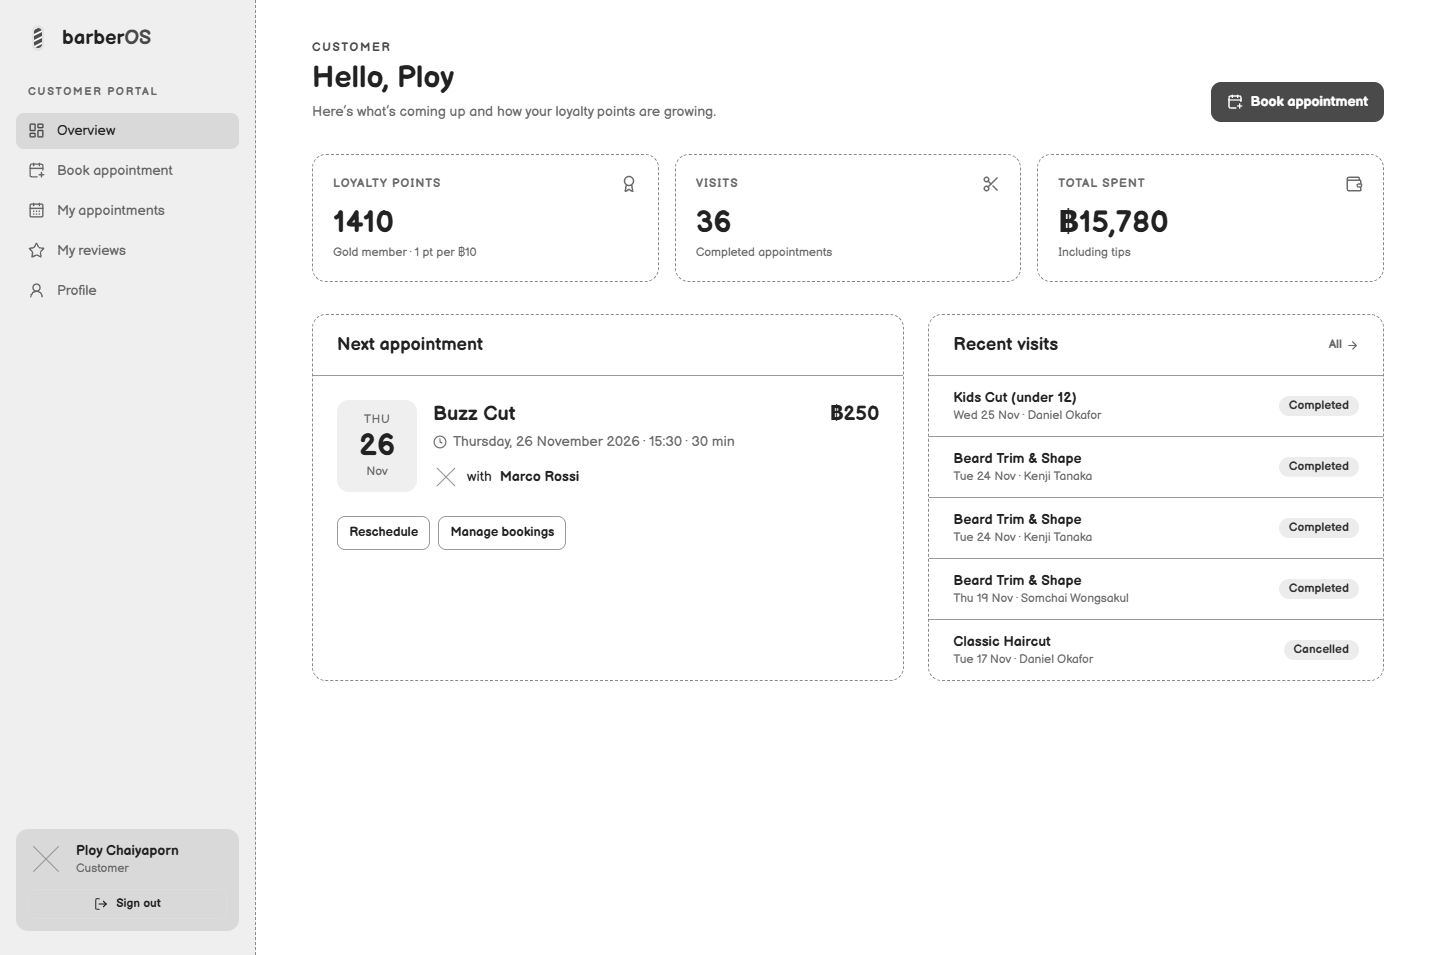 barberOS
CUSTOMER PORTAL
Overview
Book appointment
My appointments
My reviews
Profile
Ploy Chaiyaporn
Customer
Sign out
CUSTOMER
Hello, Ploy
Here's what's coming up and how your loyalty points are growing.
Book appointment
LOYALTY POINTS
1410
Gold member · 1 pt per ฿10
VISITS
36
Completed appointments
TOTAL SPENT
฿15,780
Including tips
Next appointment
THU
26
Nov
Buzz Cut
฿250
Thursday, 26 November 2026 · 15:30 · 30 min
with Marco Rossi
Reschedule
Manage bookings
Recent visits
All →
Kids Cut (under 12)
Wed 25 Nov · Daniel Okafor
Completed
Beard Trim & Shape
Tue 24 Nov · Kenji Tanaka
Completed
Beard Trim & Shape
Tue 24 Nov · Kenji Tanaka
Completed
Beard Trim & Shape
Thu 19 Nov · Somchai Wongsakul
Completed
Classic Haircut
Tue 17 Nov · Daniel Okafor
Cancelled